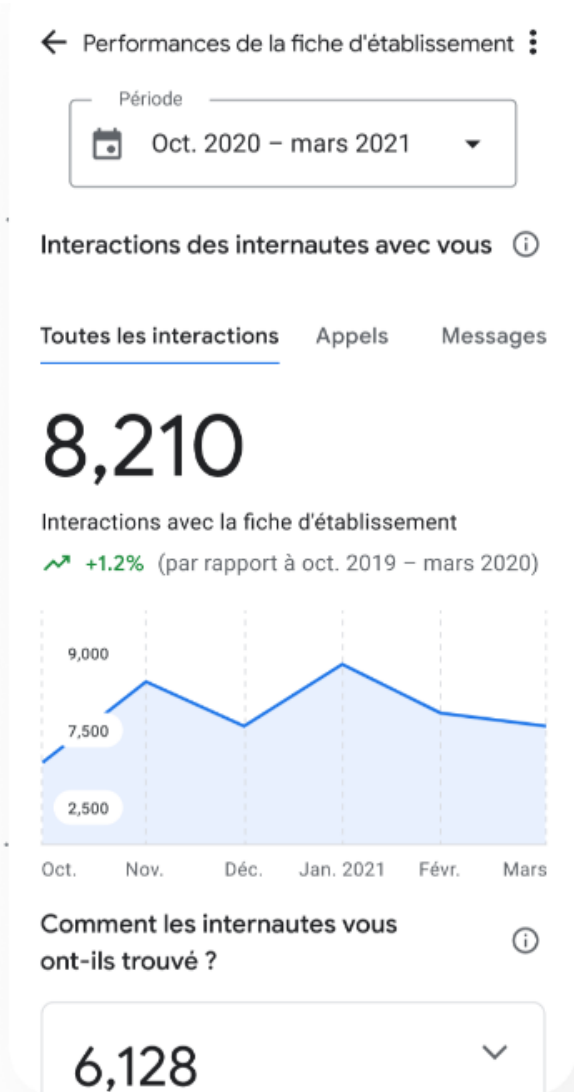 Performances de la fiche d'établissement
Période
Oct. 2020 – mars 2021
Interactions des internautes avec vous
Toutes les interactions Appels Messages
8,210
Interactions avec la fiche d'établissement
+1.2% (par rapport à oct. 2019 – mars 2020)
9,000
7,500
2,500
Oct. Nov. Déc. Jan. 2021 Févr. Mars
Comment les internautes vous
ont-ils trouvé ?
6,128